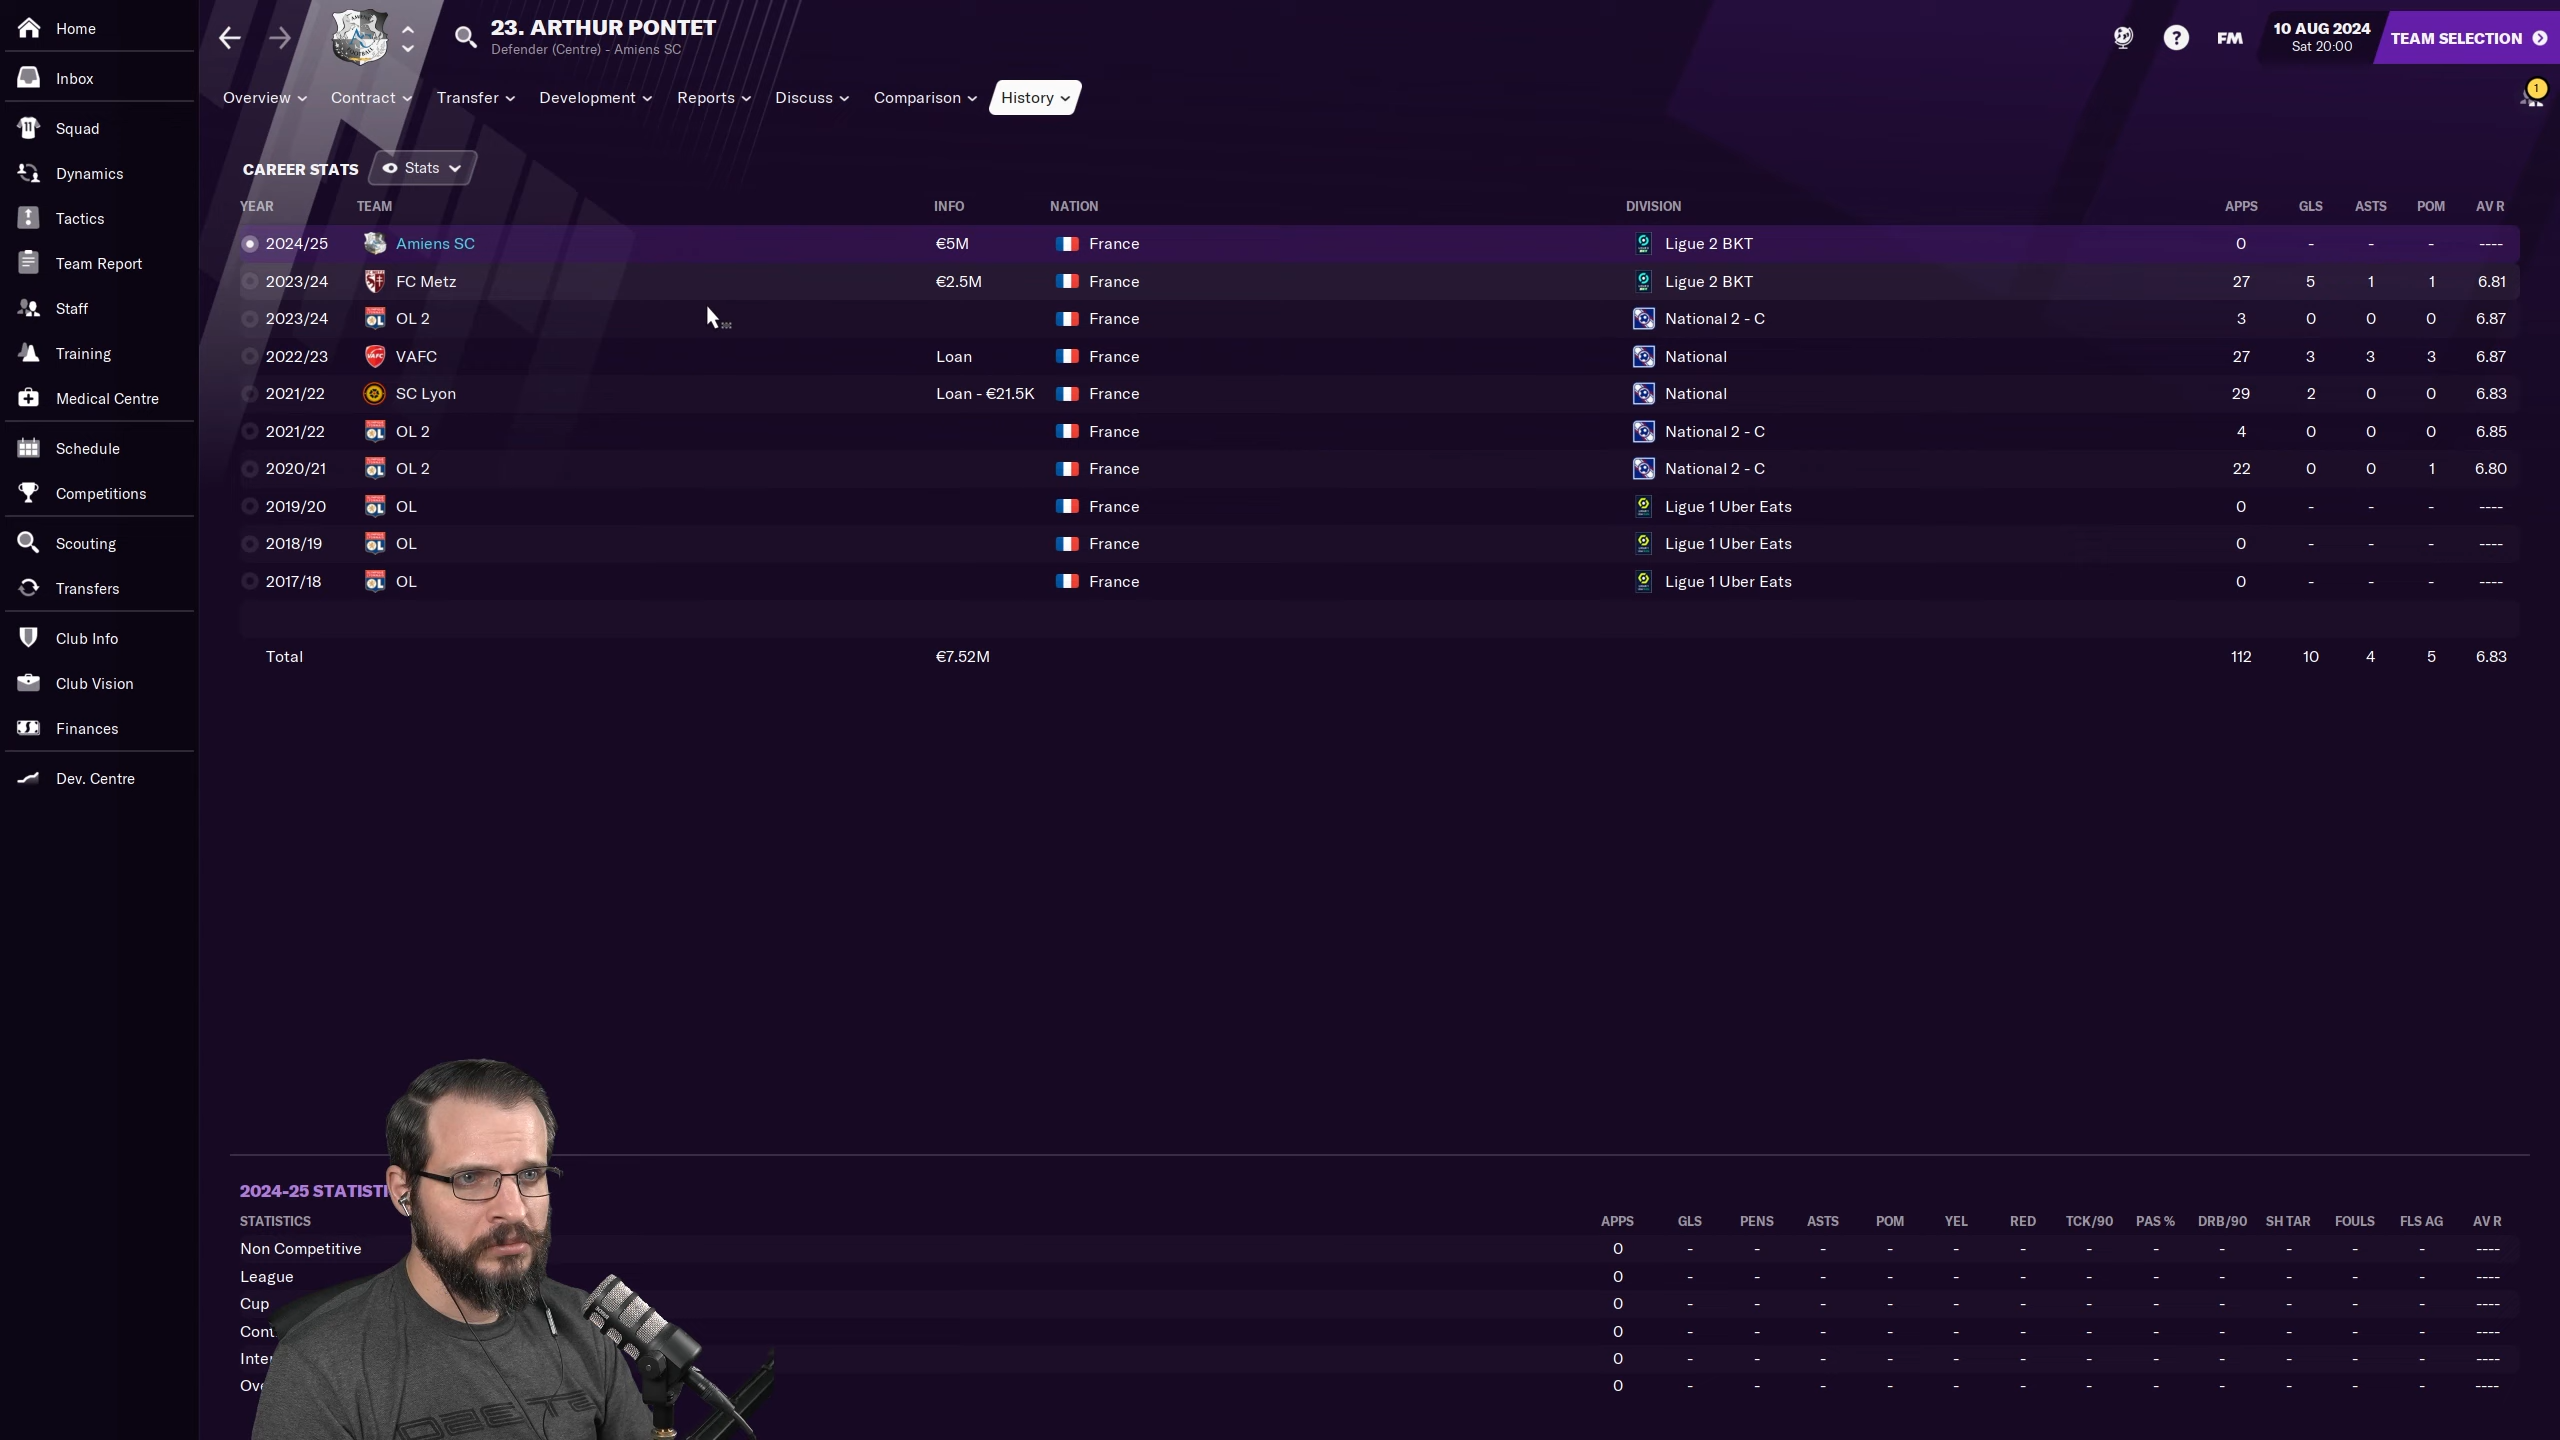 Home
Inbox
Squad
Dynamics
Tactics
Team Report
Staff
Training
Medical Centre
Schedule
Competitions
Scouting
Transfers
Club Info
Club Vision
Finances
Dev. Centre
23. ARTHUR PONTET
Defender (Centre) - Amiens SC
FM
10 AUG 2024
Sat 20:00
TEAM SELECTION
Overview Contract Transfer Development Reports Discuss Comparison History
1
CAREER STATS Stats
YEAR TEAM INFO NATION DIVISION APPS GLS ASTS POM AV R
2024/25 Amiens SC €5M France Ligue 2 BKT 0 - - - ----
2023/24 FC Metz €2.5M France Ligue 2 BKT 27 5 1 1 6.81
2023/24 OL 2 France National 2 - C 3 0 0 0 6.87
2022/23 VAFC Loan France National 27 3 3 3 6.87
2021/22 SC Lyon Loan - €21.5K France National 29 2 0 0 6.83
2021/22 OL 2 France National 2 - C 4 0 0 0 6.85
2020/21 OL 2 France National 2 - C 22 0 0 1 6.80
2019/20 OL France Ligue 1 Uber Eats 0 - - - ----
2018/19 OL France Ligue 1 Uber Eats 0 - - - ----
2017/18 OL France Ligue 1 Uber Eats 0 - - - ----
Total €7.52M 112 10 4 5 6.83
2024-25 STATISTI
STATISTICS APPS GLS PENS ASTS POM YEL RED TCK/90 PAS % DRB/90 SH TAR FOULS FLS AG AV R
Non Competitive 0 - - - - - - - - - - - - ----
League 0 - - - - - - - - - - - - ----
Cup 0 - - - - - - - - - - - - ----
Cont 0 - - - - - - - - - - - - ----
Inter 0 - - - - - - - - - - - - ----
Ove 0 - - - - - - - - - - - - ----